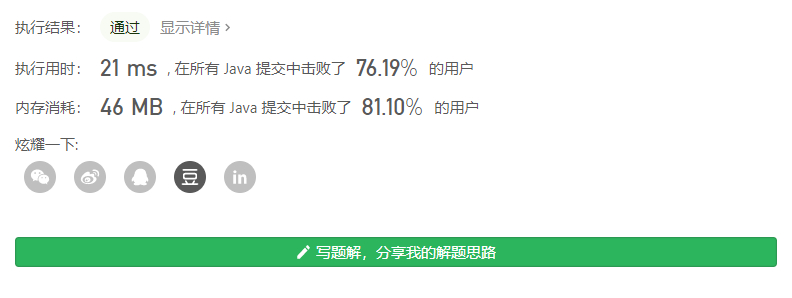 执行结果： 通过 显示详情 ›
执行用时： 21 ms , 在所有 Java 提交中击败了 76.19% 的用户
内存消耗： 46 MB , 在所有 Java 提交中击败了 81.10% 的用户
炫耀一下:
豆 in
写题解，分享我的解题思路